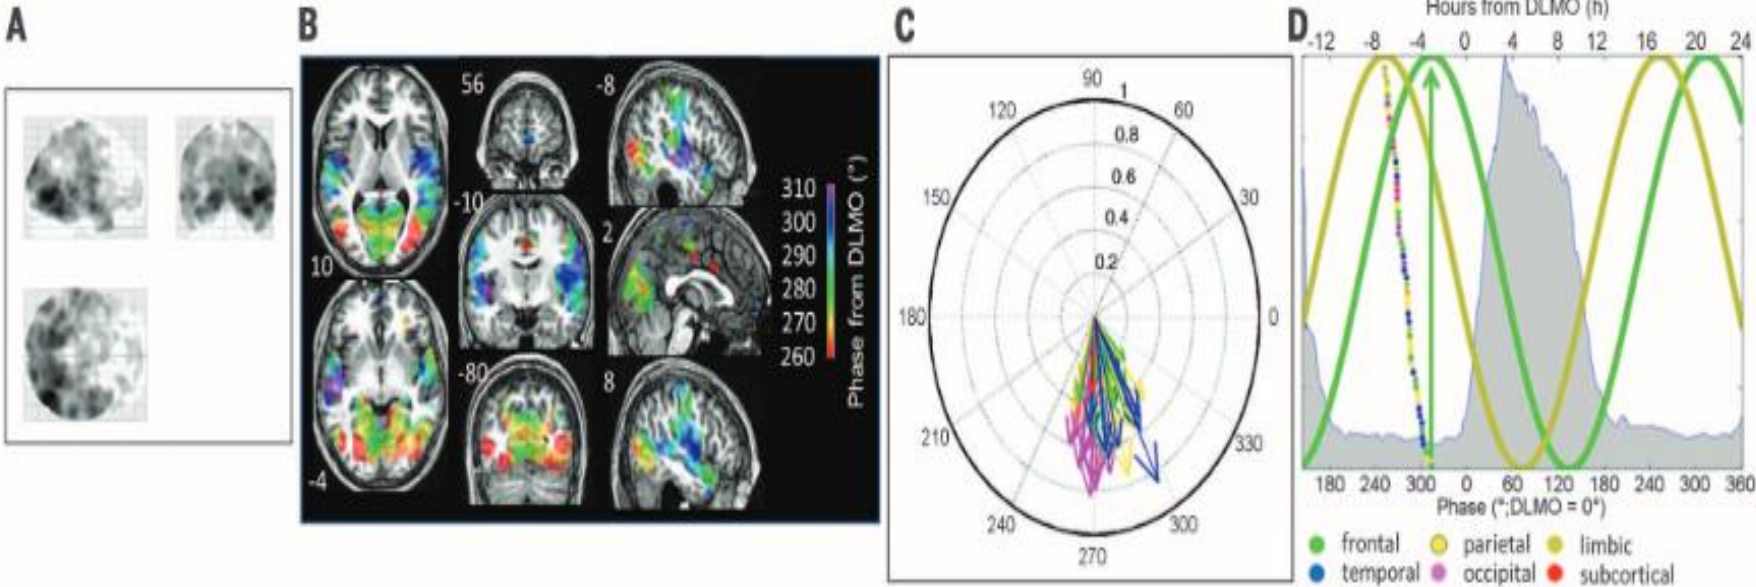 A
B
C
D
56
-8
-10
2
10
-80
8
-4
310
300
290
280
270
260
Phase from DLMO (°)
90
120
60
1
0.8
0.6
0.4
0.2
150
30
180
0
210
330
240
300
270
Hours from DLMO (h)
-12 -8 -4 0 4 8 12 16 20 24
180 240 300 0 60 120 180 240 300 360
Phase (°;DLMO = 0°)
frontal parietal limbic
temporal occipital subcortical